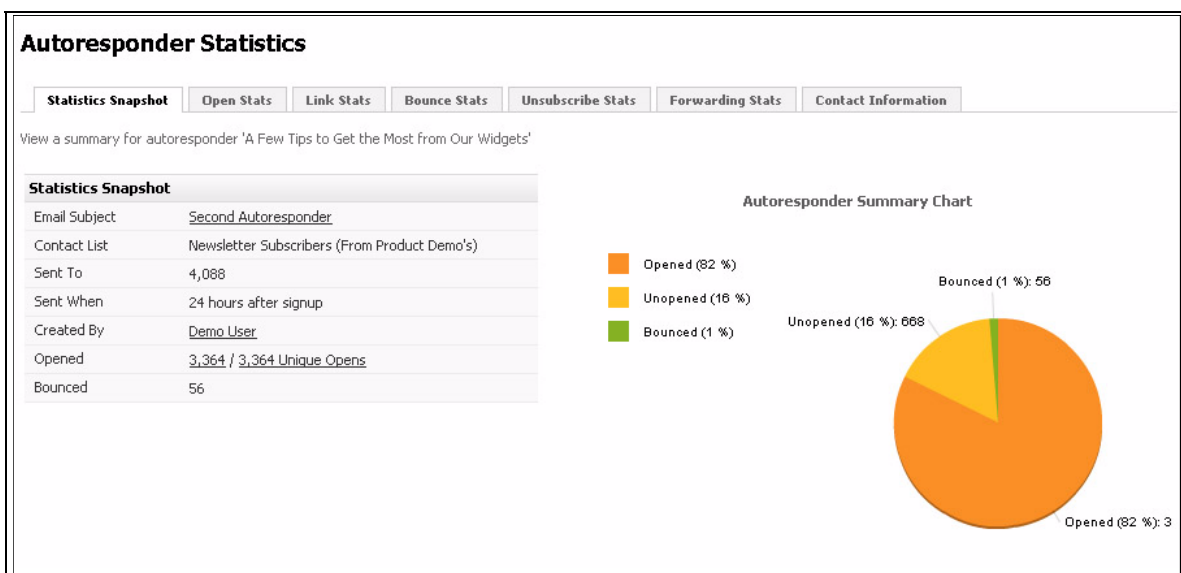 Autoresponder Statistics
Statistics Snapshot Open Stats Link Stats Bounce Stats Unsubscribe Stats Forwarding Stats Contact Information
View a summary for autoresponder 'A Few Tips to Get the Most from Our Widgets'
Statistics Snapshot
Email Subject Second Autoresponder
Contact List Newsletter Subscribers (From Product Demo's)
Sent To 4,088
Sent When 24 hours after signup
Created By Demo User
Opened 3,364 / 3,364 Unique Opens
Bounced 56
Autoresponder Summary Chart
Opened (82 %)
Unopened (16 %)
Bounced (1 %)
Bounced (1 %): 56
Unopened (16 %): 668
Opened (82 %): 3